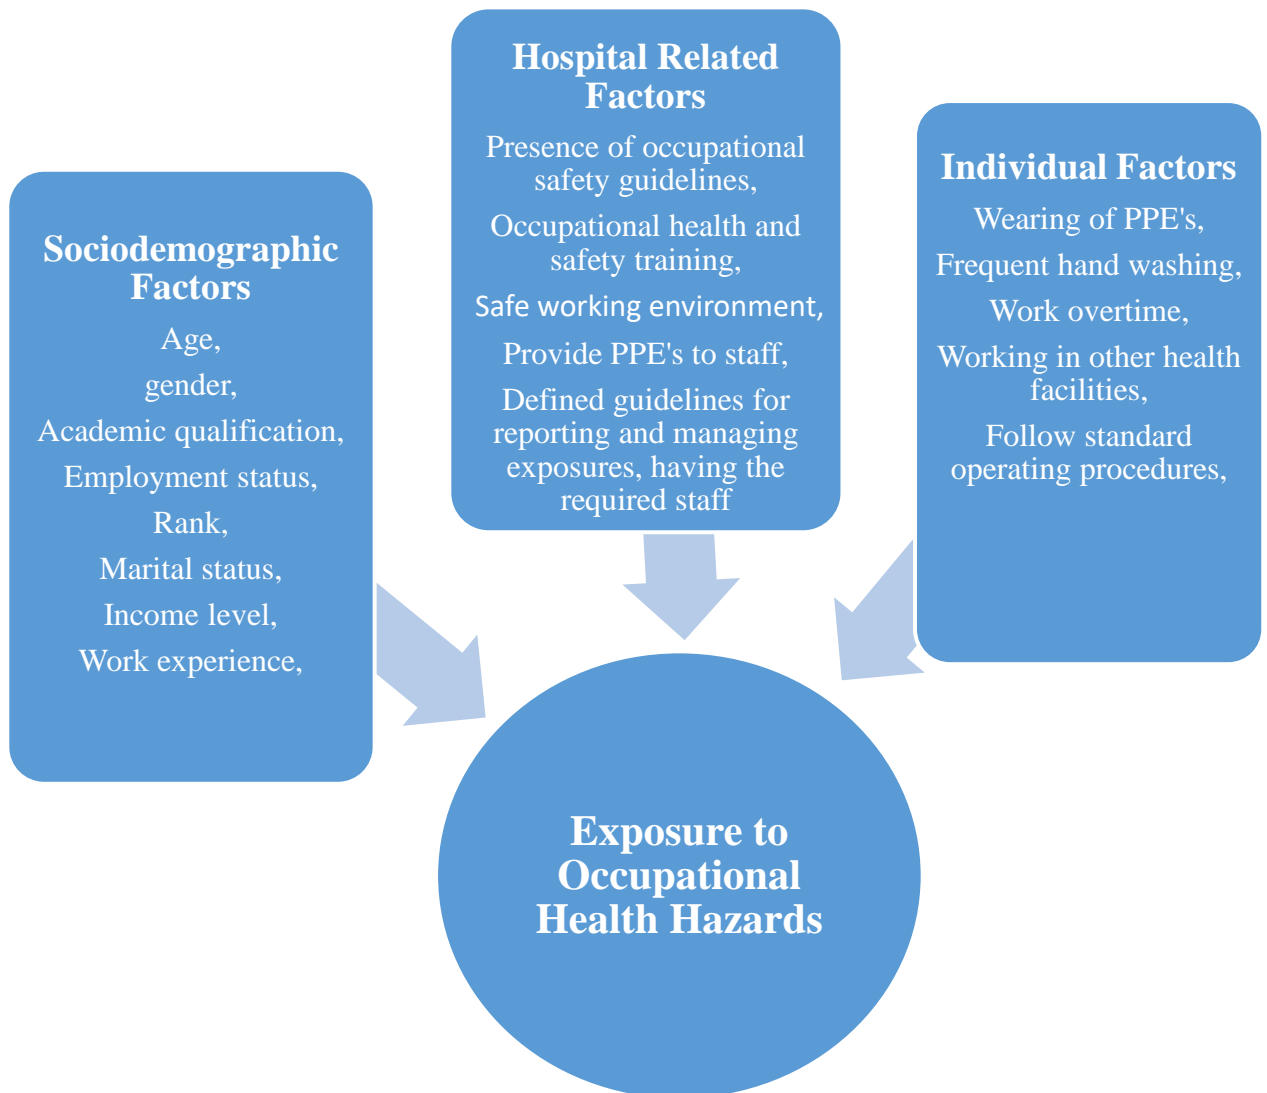 Sociodemographic
Factors
Age,
gender,
Academic qualification,
Employment status,
Rank,
Marital status,
Income level,
Work experience,
Hospital Related
Factors
Presence of occupational
safety guidelines,
Occupational health and
safety training,
Safe working environment,
Provide PPE's to staff,
Defined guidelines for
reporting and managing
exposures, having the
required staff
Individual Factors
Wearing of PPE's,
Frequent hand washing,
Work overtime,
Working in other health
facilities,
Follow standard
operating procedures,
Exposure to
Occupational
Health Hazards